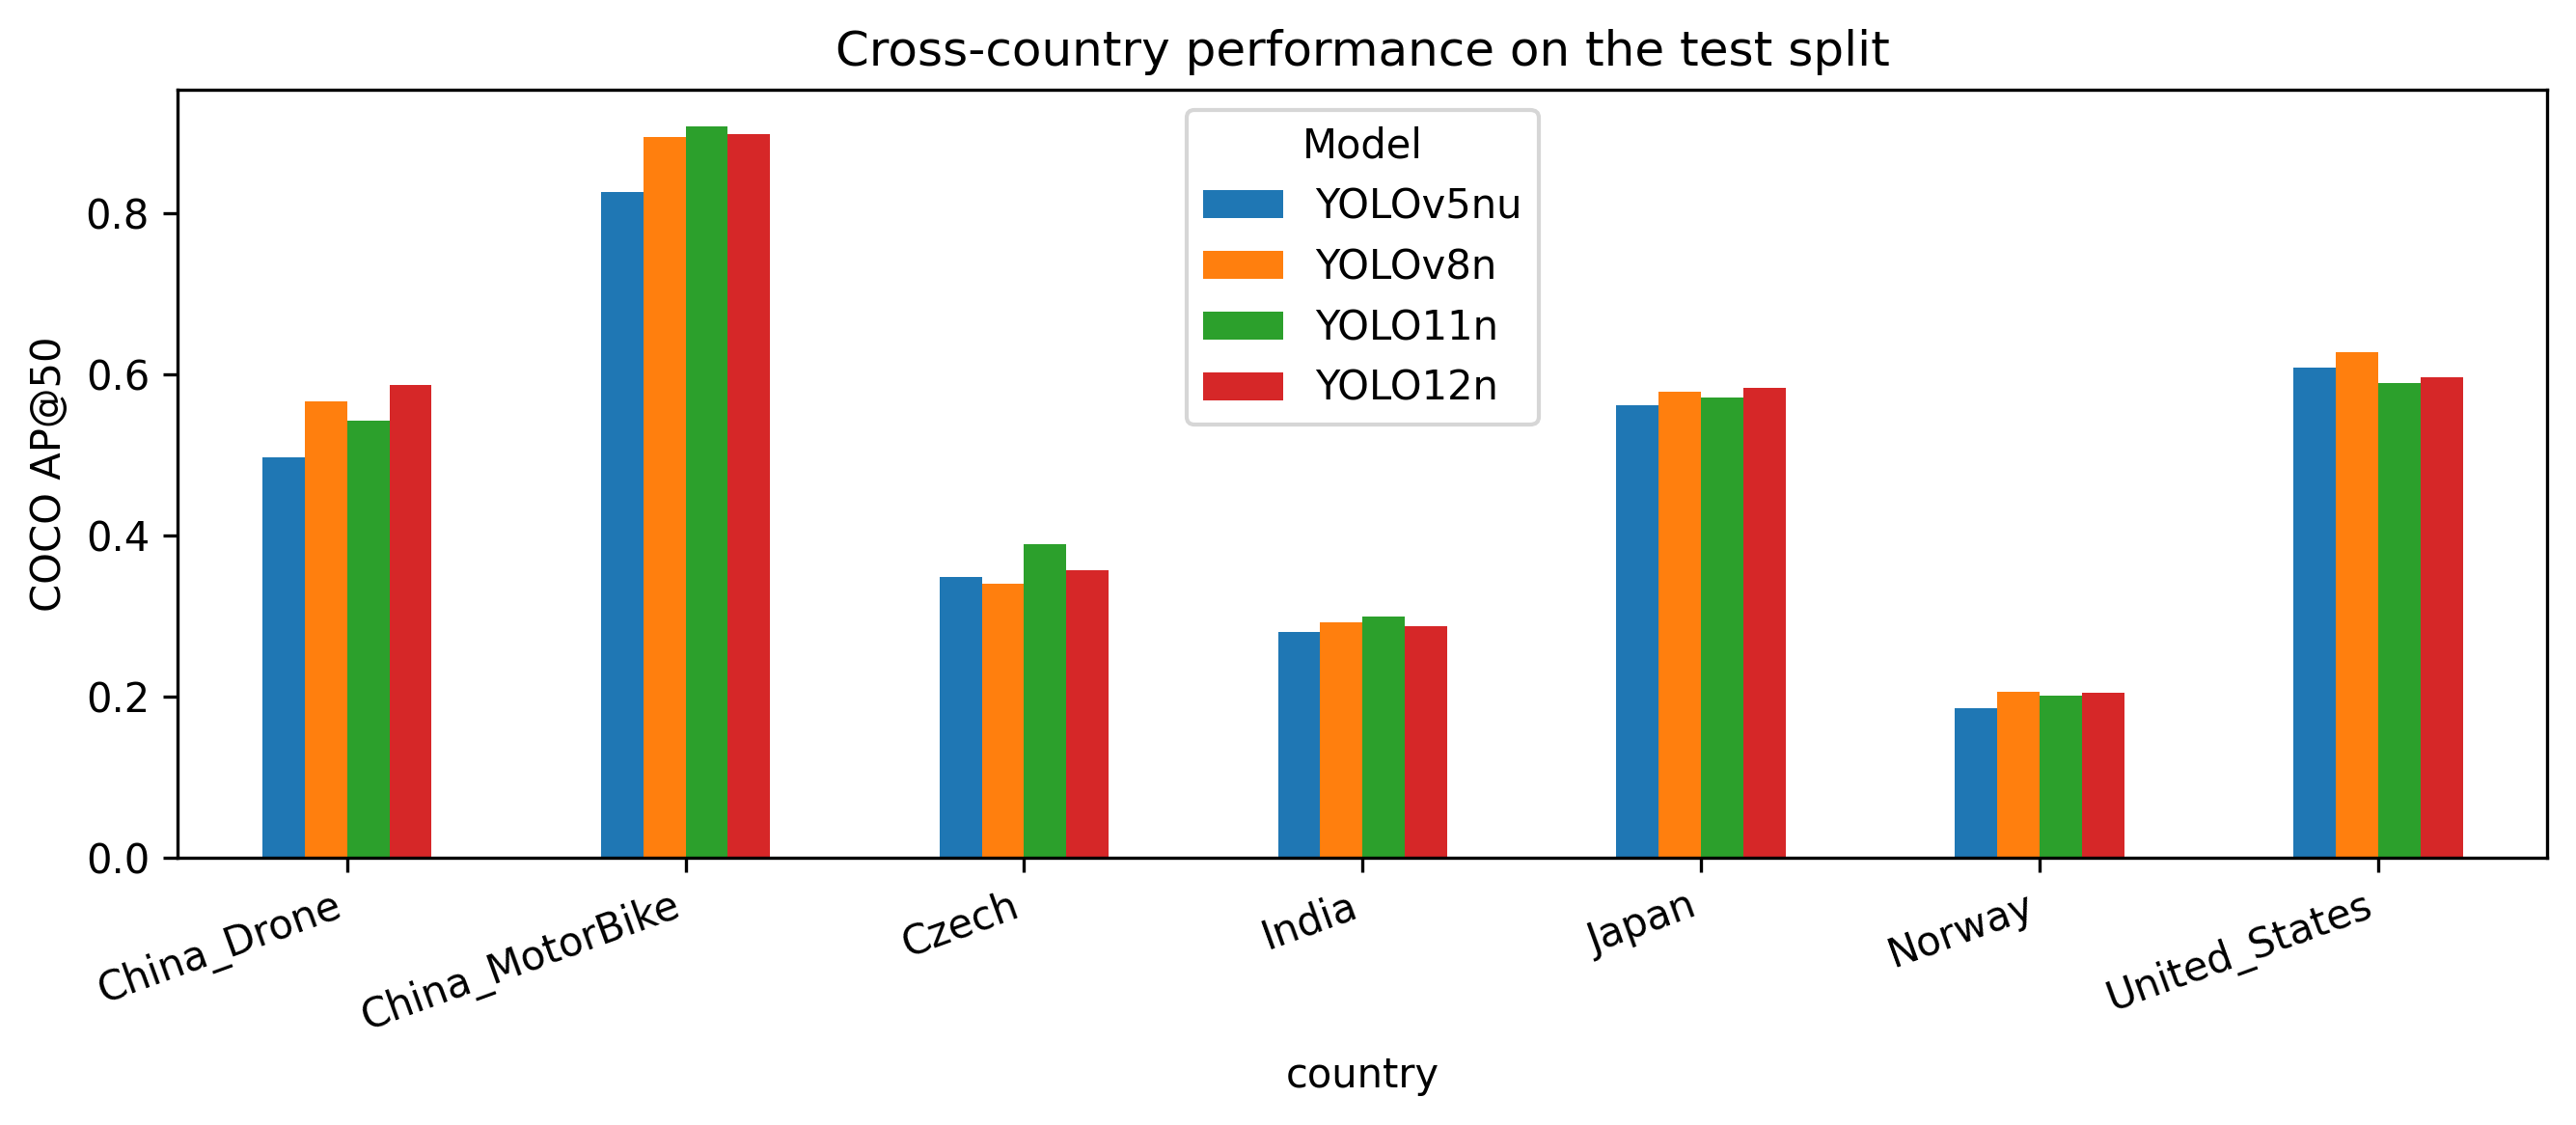 Cross-country performance on the test split
COCO AP@50
0.8
0.6
0.4
0.2
0.0
Model
YOLOv5nu
YOLOv8n
YOLO11n
YOLO12n
China_Drone
China_MotorBike
Czech
India
Japan
Norway
United_States
country